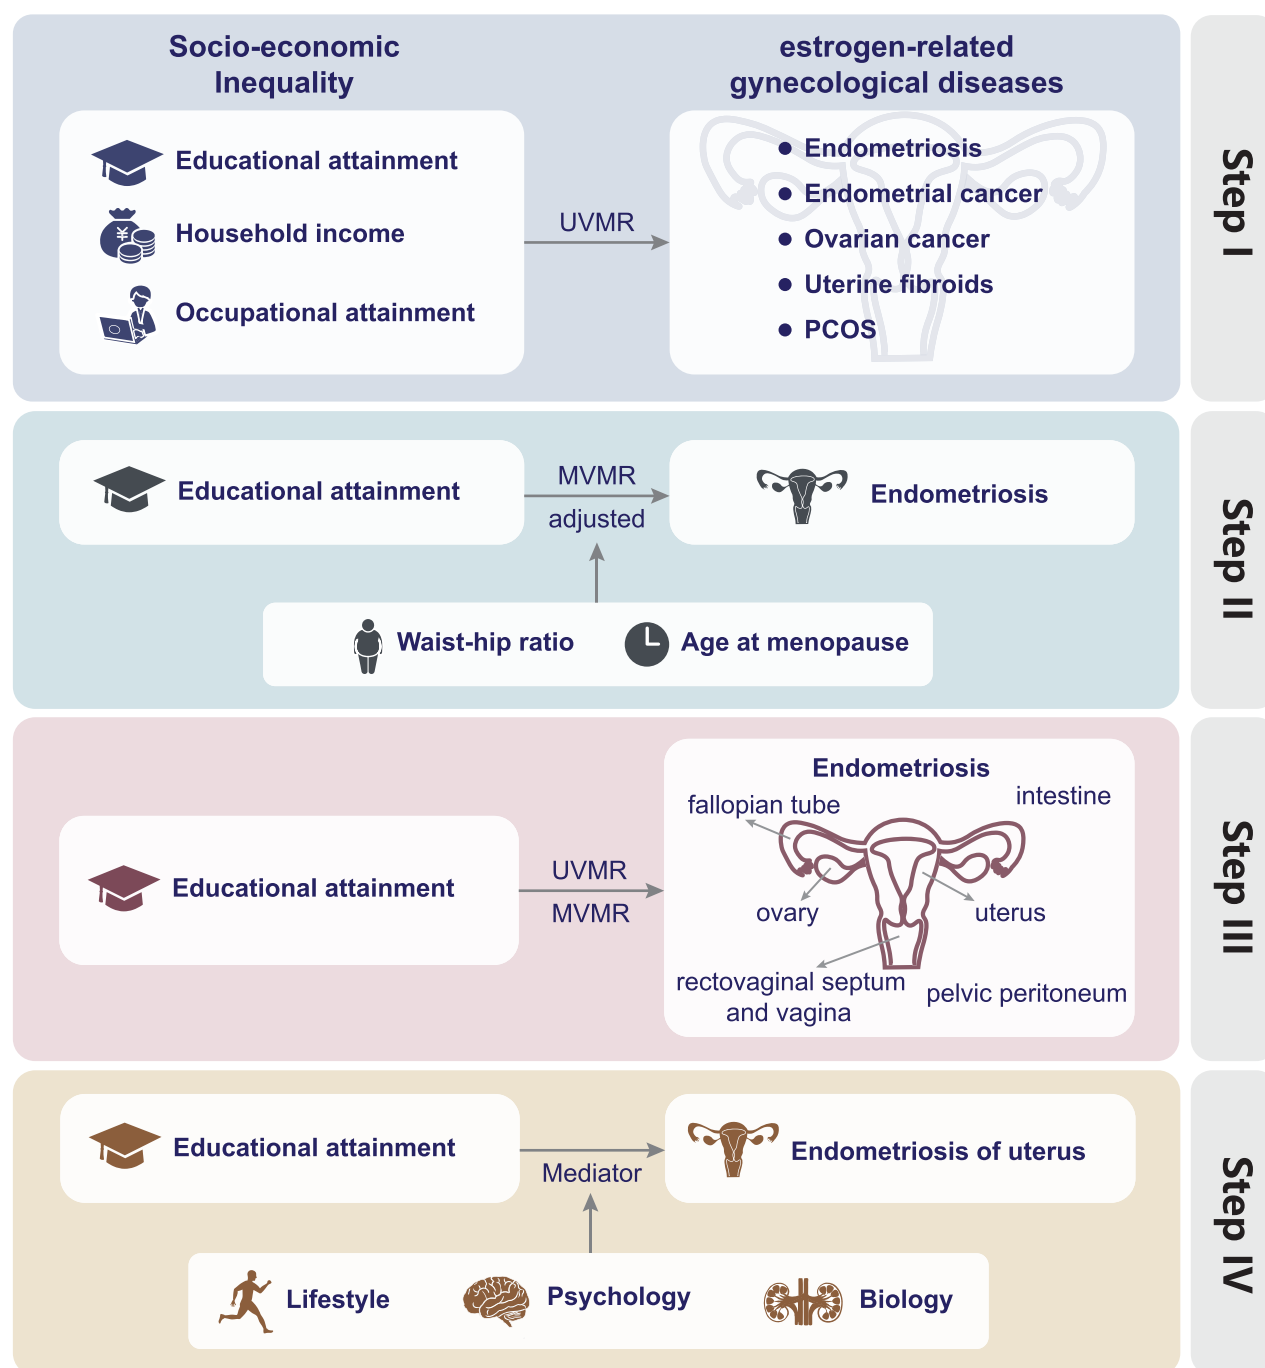 Socio-economic
Inequality
estrogen-related
gynecological diseases
Educational attainment
Household income
¥
Occupational attainment
UVMR
Endometriosis
Endometrial cancer
Ovarian cancer
Uterine fibroids
PCOS
Step I
Educational attainment
MVMR
adjusted
Endometriosis
Waist-hip ratio
Age at menopause
Step II
Educational attainment
UVMR
MVMR
Endometriosis
fallopian tube
intestine
ovary
uterus
rectovaginal septum
and vagina
pelvic peritoneum
Step III
Educational attainment
Mediator
Endometriosis of uterus
Lifestyle
Psychology
Biology
Step IV